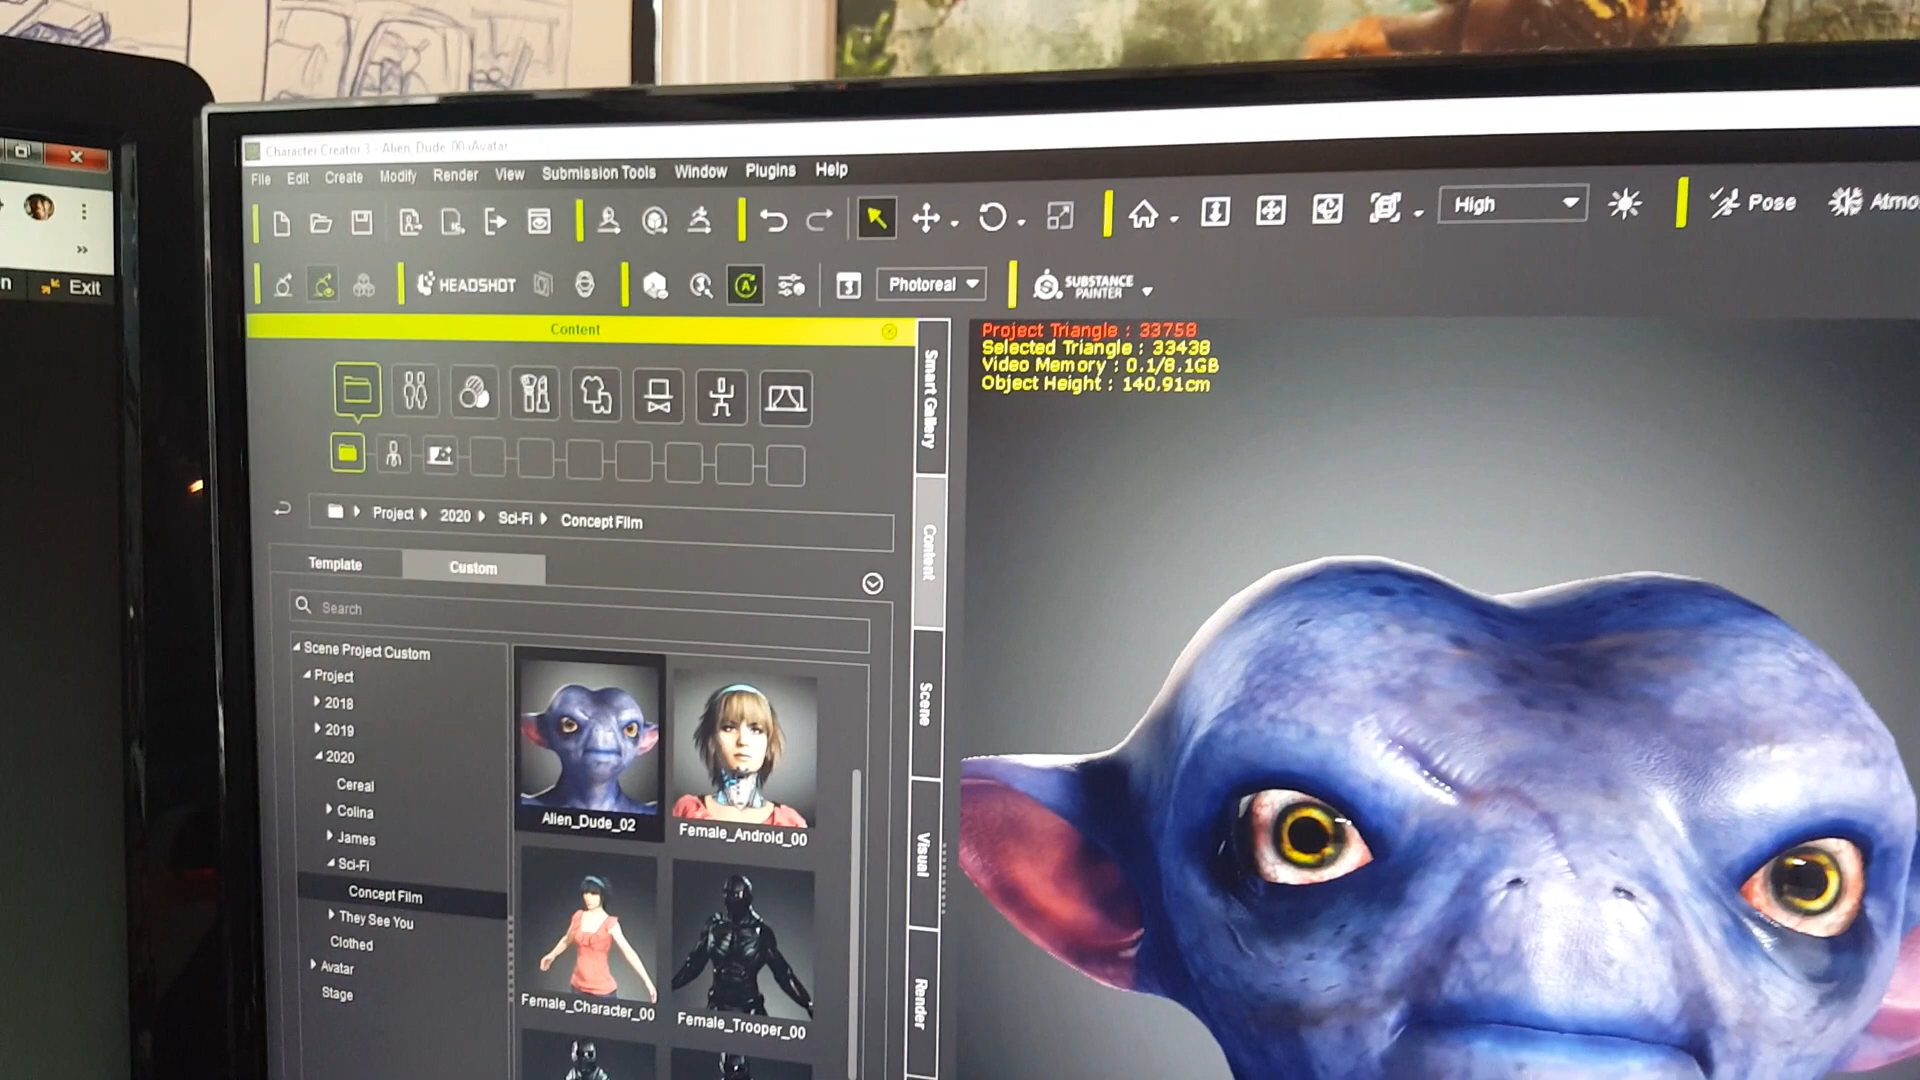 Character Creator 3 - Alien_Dude_00.iAvatar
File Edit Create Modify Render View Submission Tools Window Plugins Help
High
Pose
Atmo
Exit
HEADSHOT
Photoreal
SUBSTANCE
PAINTER
Content
Project Triangle : 33758
Selected Triangle : 33438
Video Memory : 0.1/8.1GB
Object Height : 140.91cm
Smart Gallery
Content
Scene
Visual
Render
Project 2020 Sci-Fi Concept Film
Template Custom
Search
Scene Project Custom
Project
2018
2019
2020
Cereal
Colina
James
Sci-Fi
Concept Film
They See You
Clothed
Avatar
Stage
Alien_Dude_02
Female_Android_00
Female_Character_00
Female_Trooper_00